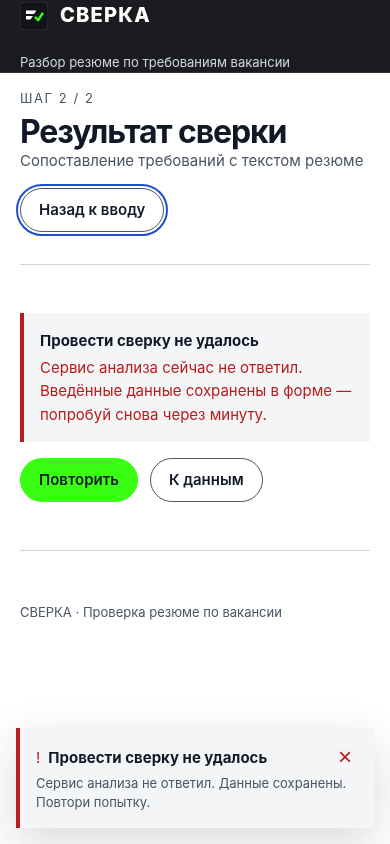 СВЕРКА
Разбор резюме по требованиям вакансии
ШАГ 2 / 2
Результат сверки
Сопоставление требований с текстом резюме
Назад к вводу
Провести сверку не удалось
Сервис анализа сейчас не ответил.
Введённые данные сохранены в форме —
попробуй снова через минуту.
Повторить
К данным
СВЕРКА · Проверка резюме по вакансии
! Провести сверку не удалось ✕
Сервис анализа не ответил. Данные сохранены.
Повтори попытку.